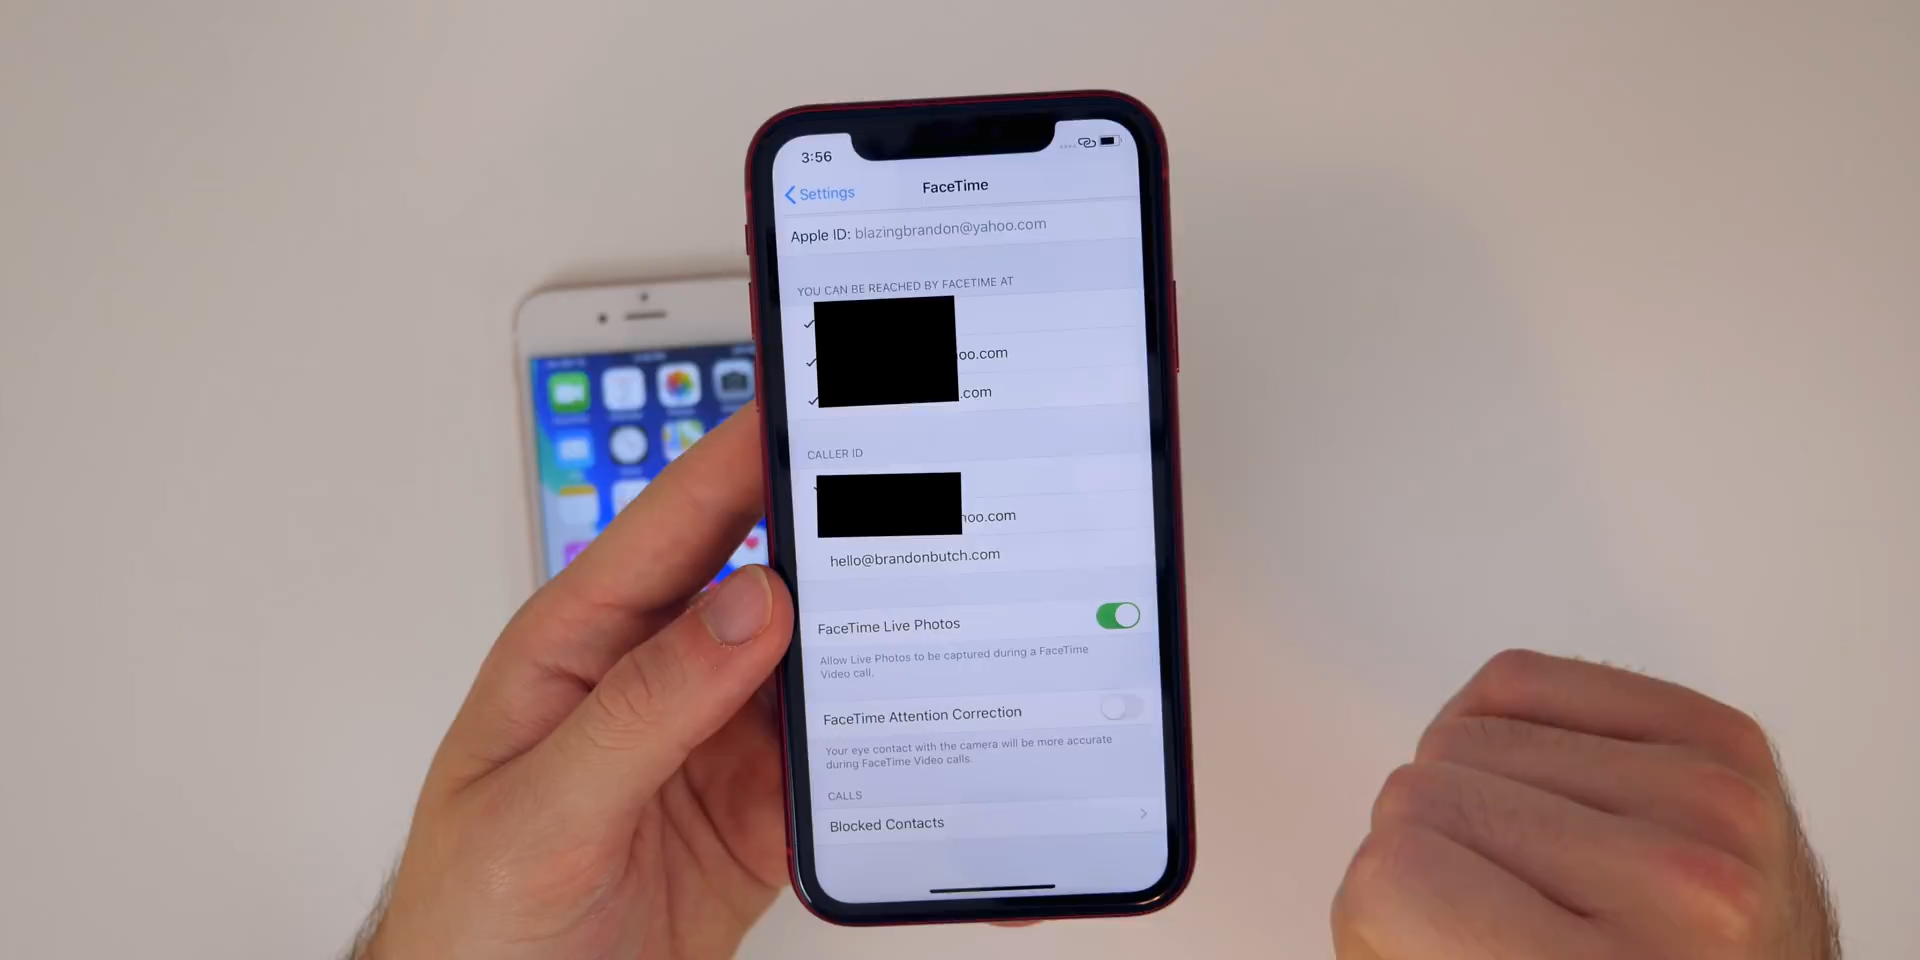 3:56
Settings
FaceTime
Apple ID: blazingbrandon@yahoo.com
YOU CAN BE REACHED BY FACETIME AT
oo.com
.com
CALLER ID
hoo.com
hello@brandonbutch.com
FaceTime Live Photos
Allow Live Photos to be captured during a FaceTime
Video call.
FaceTime Attention Correction
Your eye contact with the camera will be more accurate
during FaceTime Video calls.
CALLS
Blocked Contacts